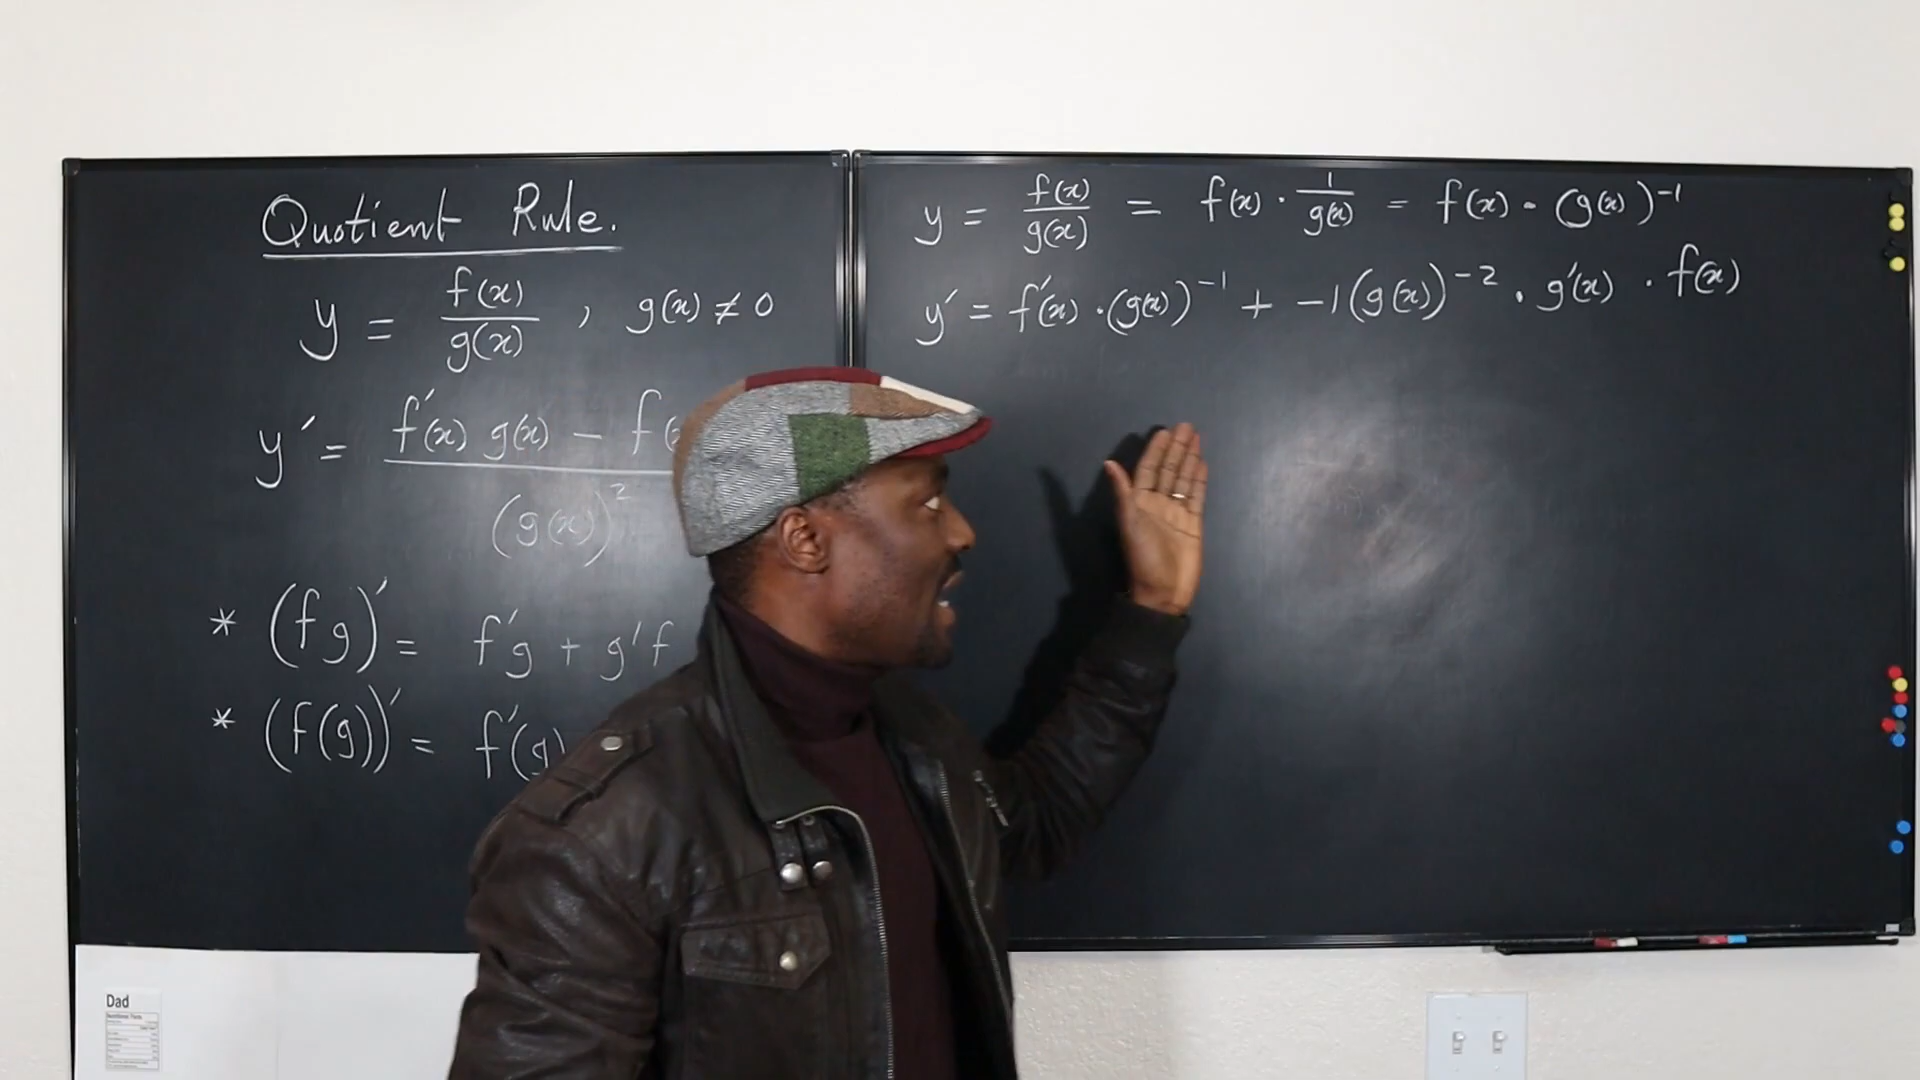 Quotient Rule.
y = f(x)/g(x) , g(x) ≠ 0
y′ = f′(x) g(x) − f(
(g(x))²
* (fg)′ = f′g + g′f
* (f(g))′ = f′(g)
y = f(x)/g(x) = f(x) · 1/g(x) = f(x) · (g(x))⁻¹
y′ = f′(x) · (g(x))⁻¹ + −1(g(x))⁻² · g′(x) · f(x)
Dad